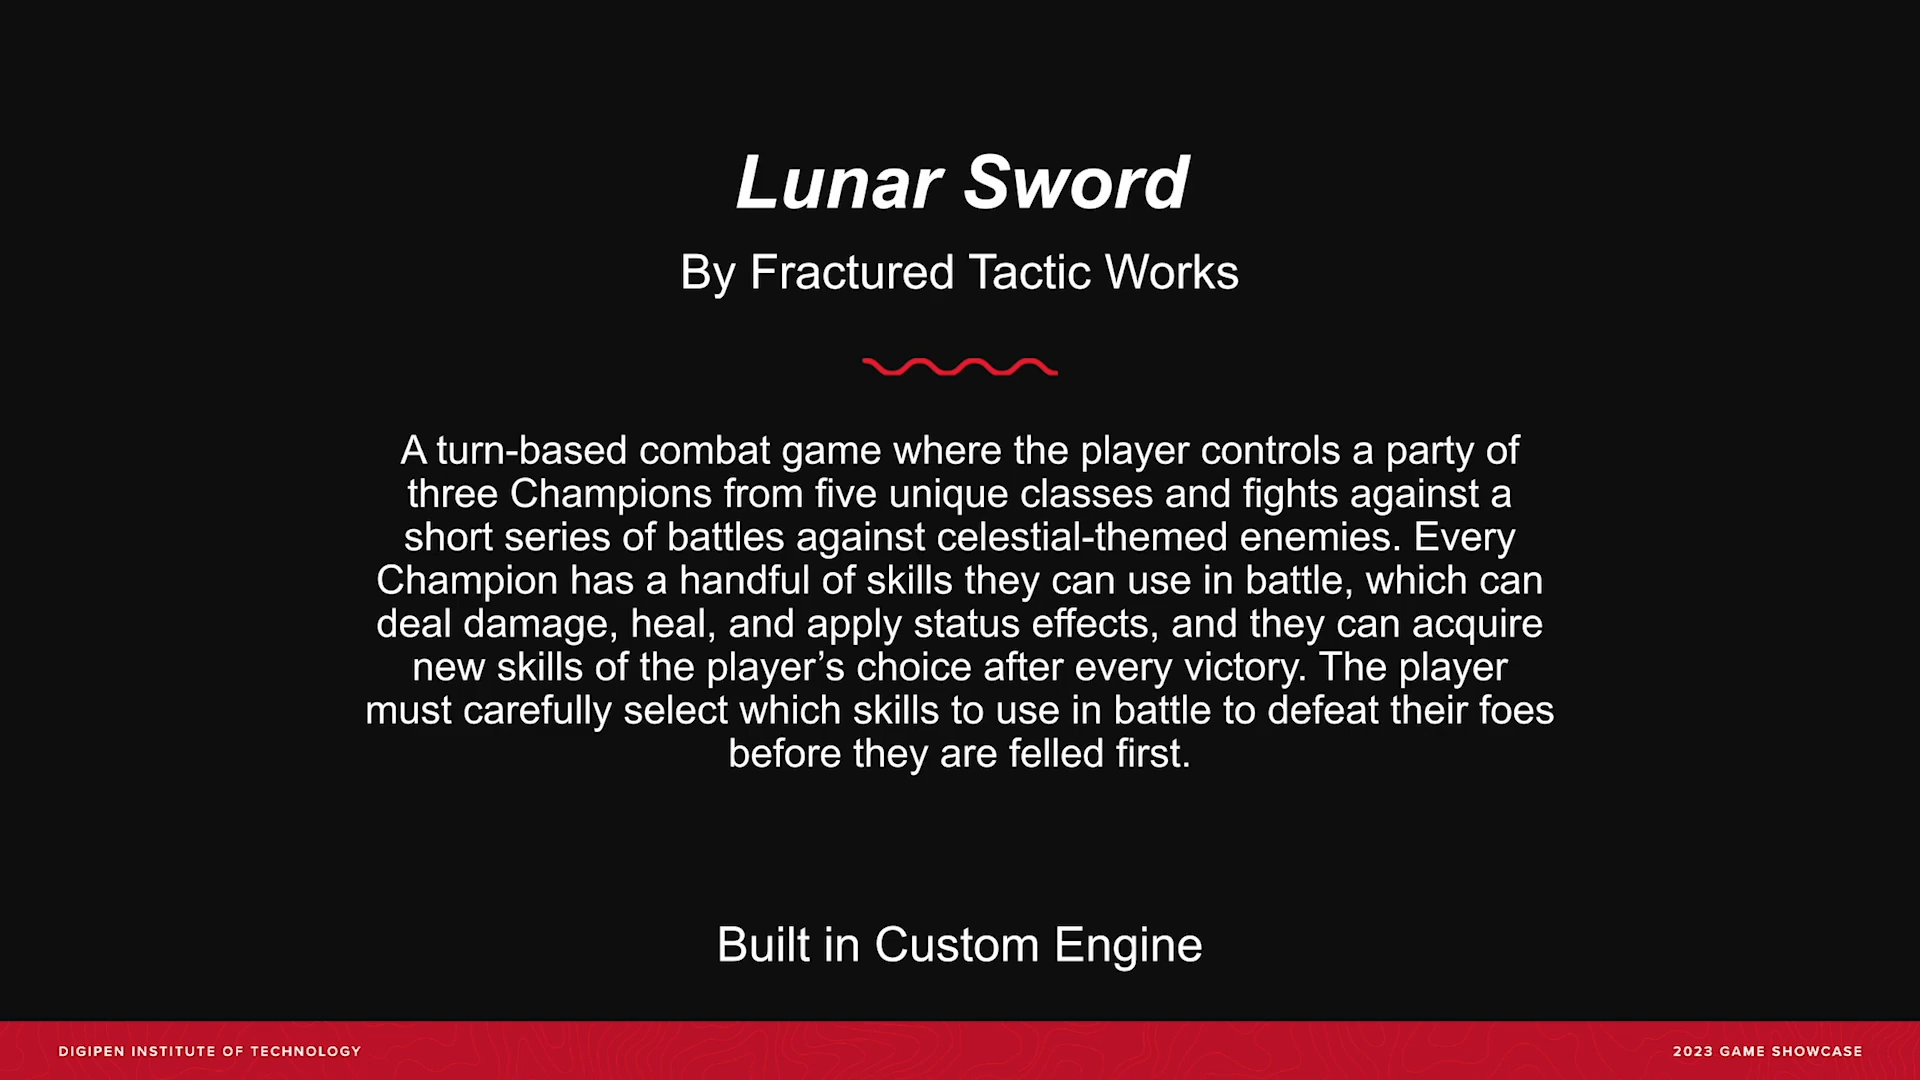 Lunar Sword
By Fractured Tactic Works
A turn-based combat game where the player controls a party of
three Champions from five unique classes and fights against a
short series of battles against celestial-themed enemies. Every
Champion has a handful of skills they can use in battle, which can
deal damage, heal, and apply status effects, and they can acquire
new skills of the player’s choice after every victory. The player
must carefully select which skills to use in battle to defeat their foes
before they are felled first.
Built in Custom Engine
DIGIPEN INSTITUTE OF TECHNOLOGY
2023 GAME SHOWCASE